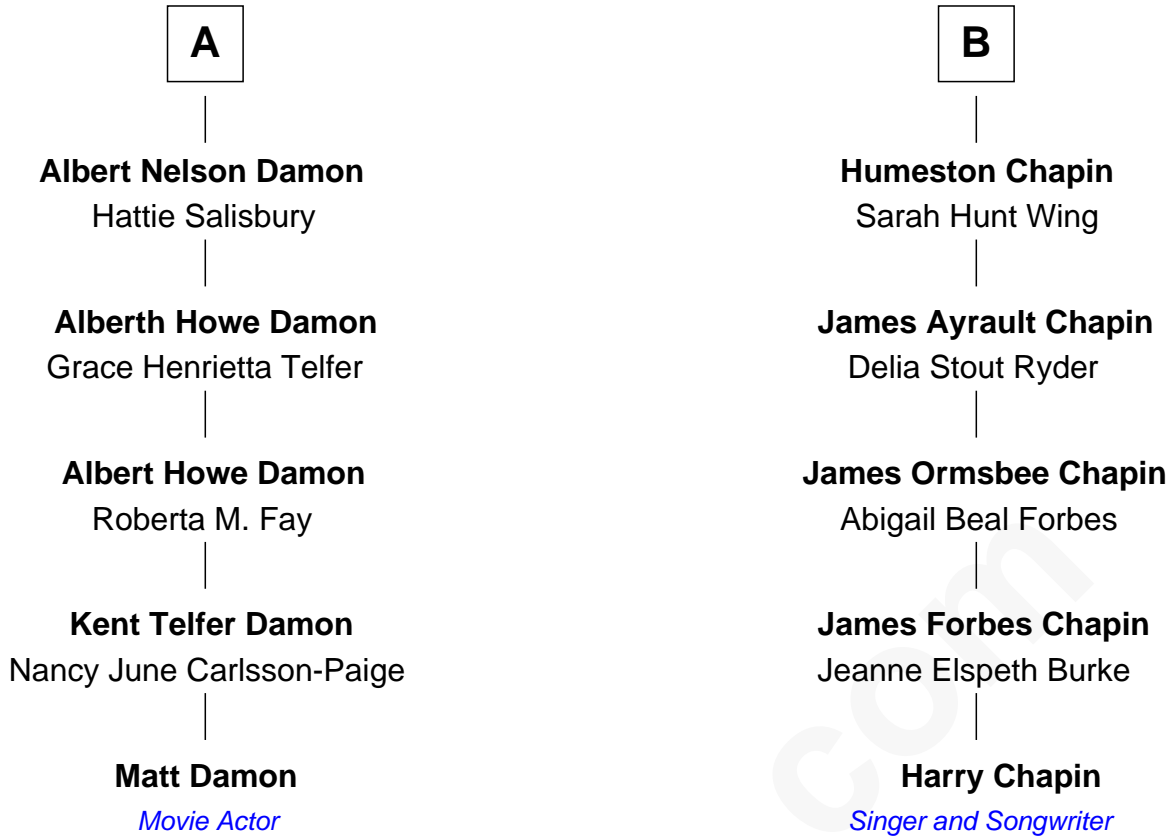 A
Albert Nelson Damon
Hattie Salisbury
Alberth Howe Damon
Grace Henrietta Telfer
Albert Howe Damon
Roberta M. Fay
Kent Telfer Damon
Nancy June Carlsson-Paige
Matt Damon
Movie Actor
B
Humeston Chapin
Sarah Hunt Wing
James Ayrault Chapin
Delia Stout Ryder
James Ormsbee Chapin
Abigail Beal Forbes
James Forbes Chapin
Jeanne Elspeth Burke
Harry Chapin
Singer and Songwriter
com